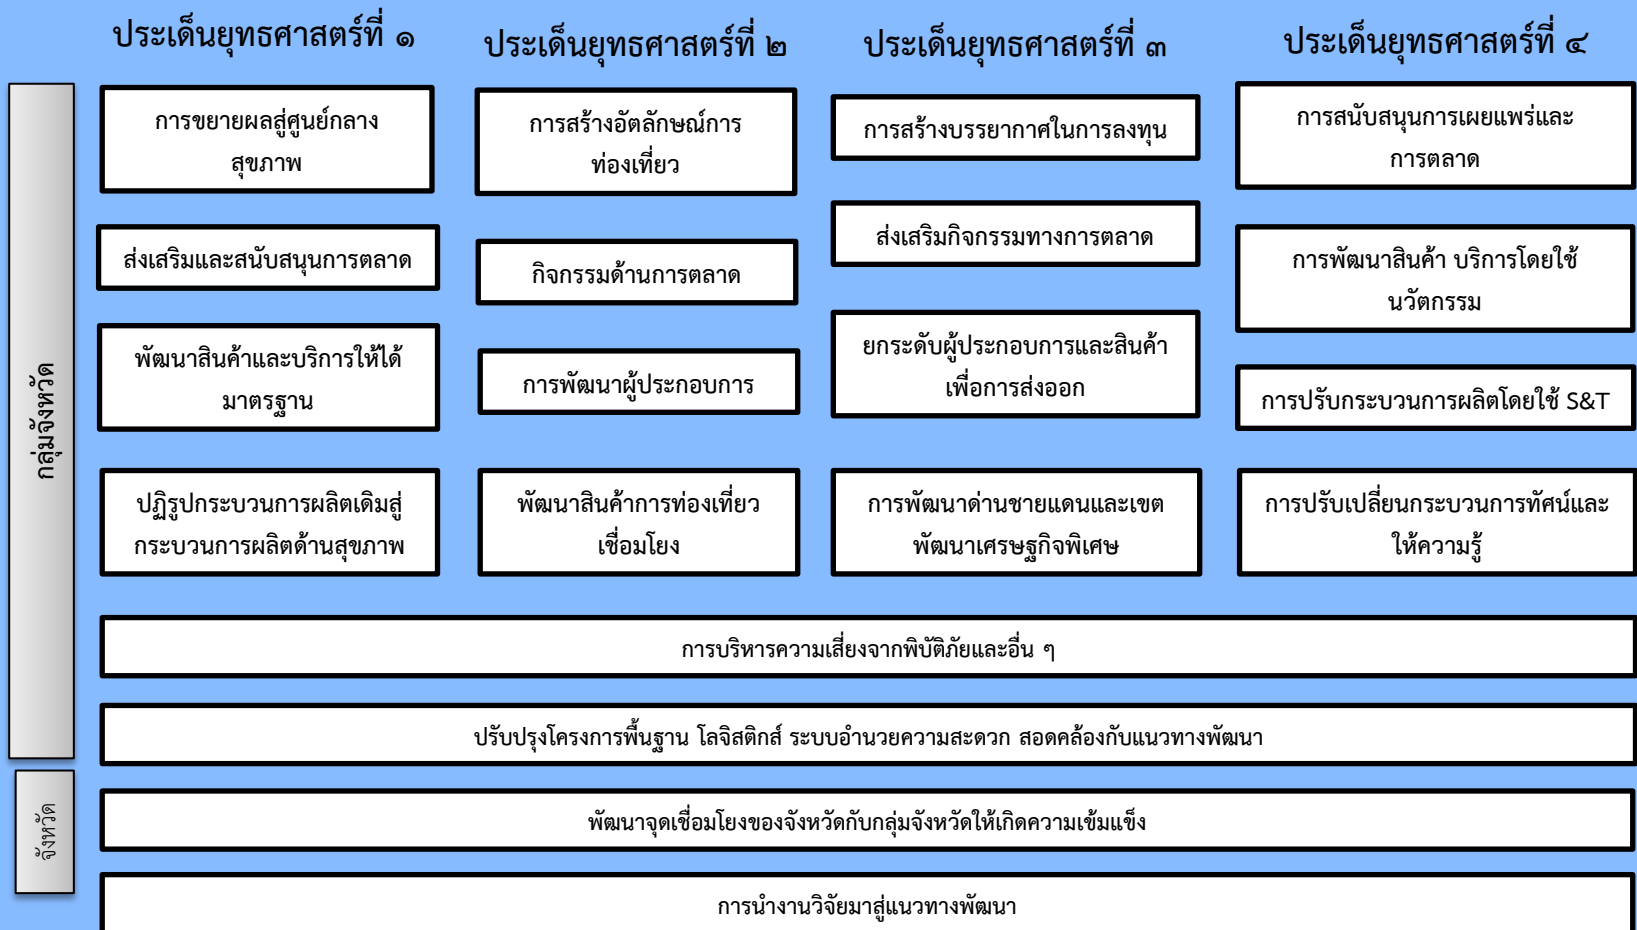 ประเด็นยุทธศาสตร์ที่ ๑
ประเด็นยุทธศาสตร์ที่ ๒
ประเด็นยุทธศาสตร์ที่ ๓
ประเด็นยุทธศาสตร์ที่ ๔
กลุ่มจังหวัด
การขยายผลสู่ศูนย์กลาง
สุขภาพ
การสร้างอัตลักษณ์การ
ท่องเที่ยว
การสร้างบรรยากาศในการลงทุน
การสนับสนุนการเผยแพร่และ
การตลาด
ส่งเสริมและสนับสนุนการตลาด
กิจกรรมด้านการตลาด
ส่งเสริมกิจกรรมทางการตลาด
การพัฒนาสินค้า บริการโดยใช้
นวัตกรรม
พัฒนาสินค้าและบริการให้ได้
มาตรฐาน
การพัฒนาผู้ประกอบการ
ยกระดับผู้ประกอบการและสินค้า
เพื่อการส่งออก
การปรับกระบวนการผลิตโดยใช้ S&T
ปฏิรูปกระบวนการผลิตเดิมสู่
กระบวนการผลิตด้านสุขภาพ
พัฒนาสินค้าการท่องเที่ยว
เชื่อมโยง
การพัฒนาด่านชายแดนและเขต
พัฒนาเศรษฐกิจพิเศษ
การปรับเปลี่ยนกระบวนการทัศน์และ
ให้ความรู้
การบริหารความเสี่ยงจากพิบัติภัยและอื่น ๆ
ปรับปรุงโครงการพื้นฐาน โลจิสติกส์ ระบบอำนวยความสะดวก สอดคล้องกับแนวทางพัฒนา
จังหวัด
พัฒนาจุดเชื่อมโยงของจังหวัดกับกลุ่มจังหวัดให้เกิดความเข้มแข็ง
การนำงานวิจัยมาสู่แนวทางพัฒนา